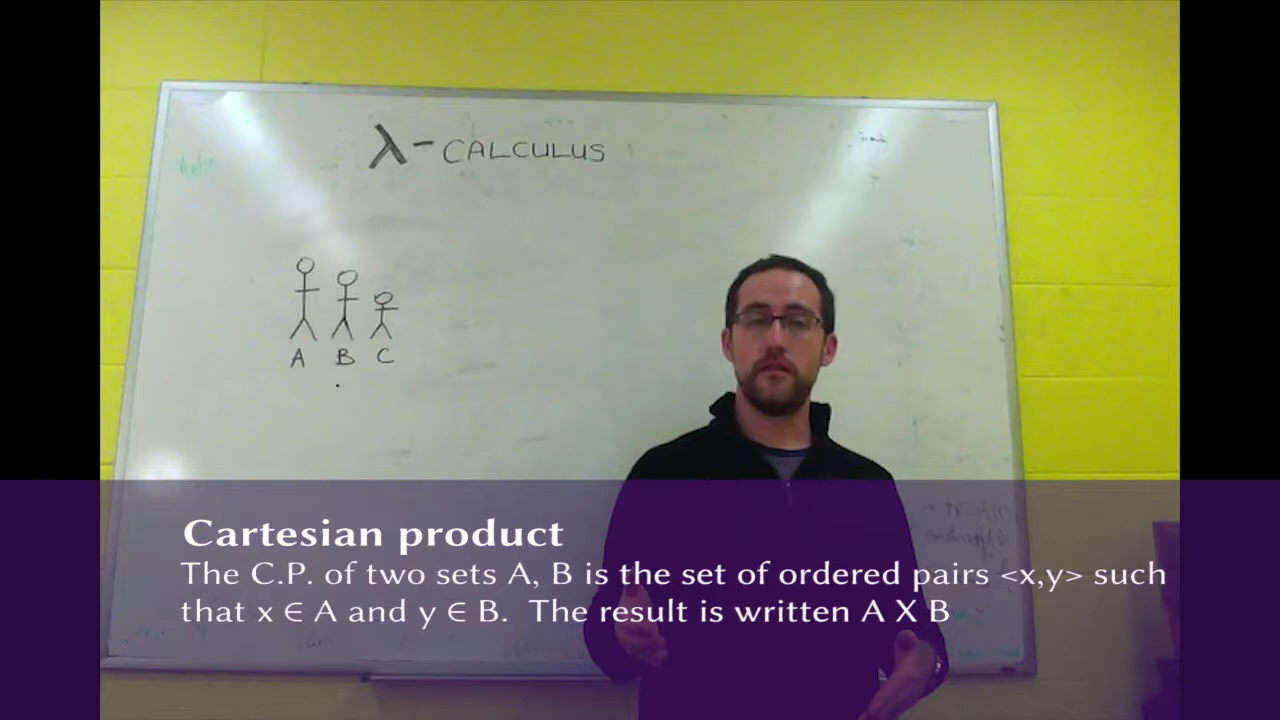 λ-CALCULUS
A B C
Cartesian product
The C.P. of two sets A, B is the set of ordered pairs <x,y> such
that x ∈ A and y ∈ B.  The result is written A X B